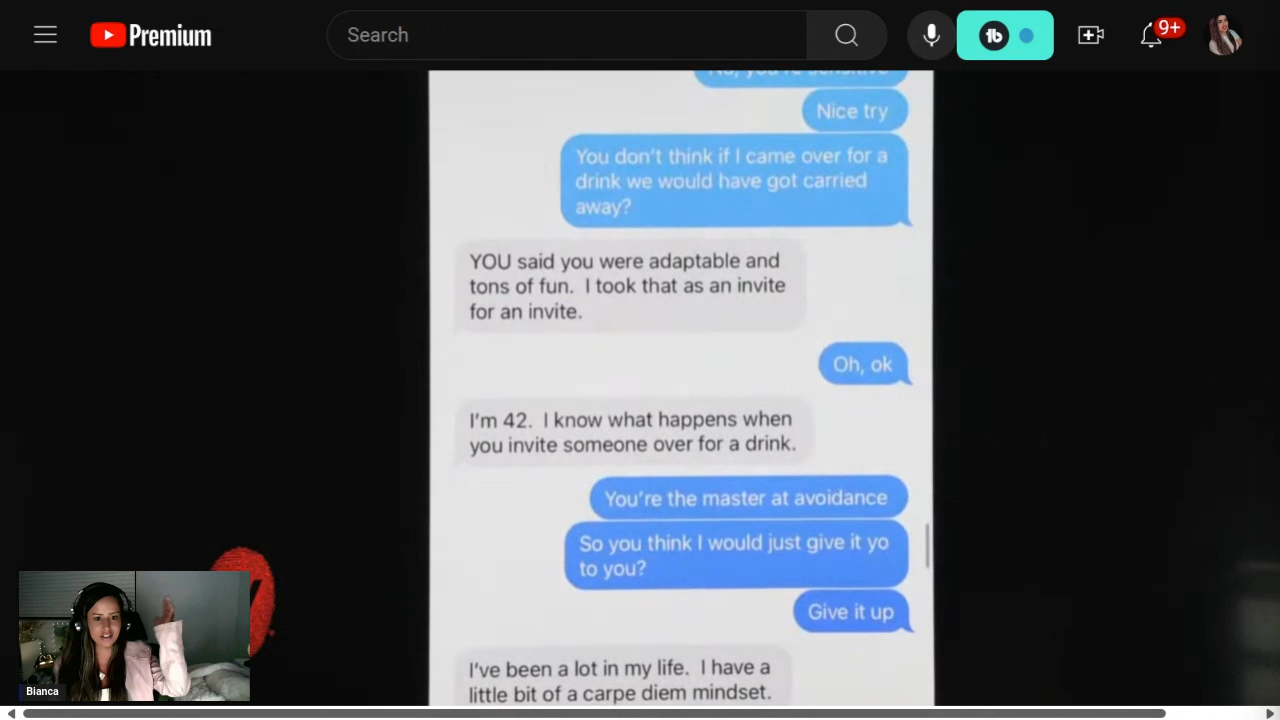 Premium
Search
9+
No, you're sensitive
Nice try
You don't think if I came over for a
drink we would have got carried
away?
YOU said you were adaptable and
tons of fun.  I took that as an invite
for an invite.
Oh, ok
I'm 42.  I know what happens when
you invite someone over for a drink.
You're the master at avoidance
So you think I would just give it yo
to you?
Give it up
I've been a lot in my life.  I have a
little bit of a carpe diem mindset.
Bianca